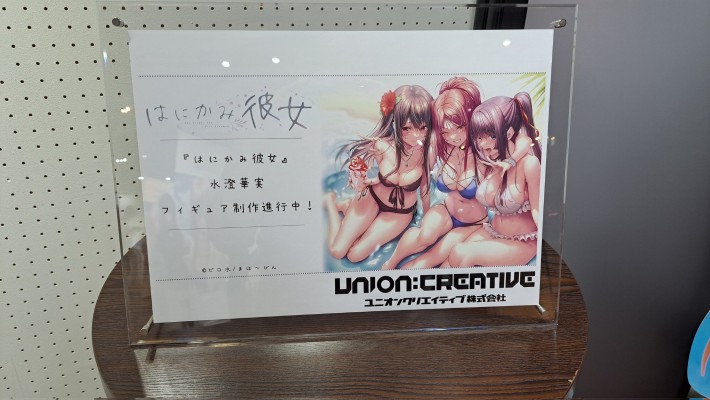 はにかみ彼女
『はにかみ彼女』
水澄華実
フィギュア制作進行中！
©ピロ水/まほーびん
UNION:CREATIVE
ユニオンクリエイティブ株式会社